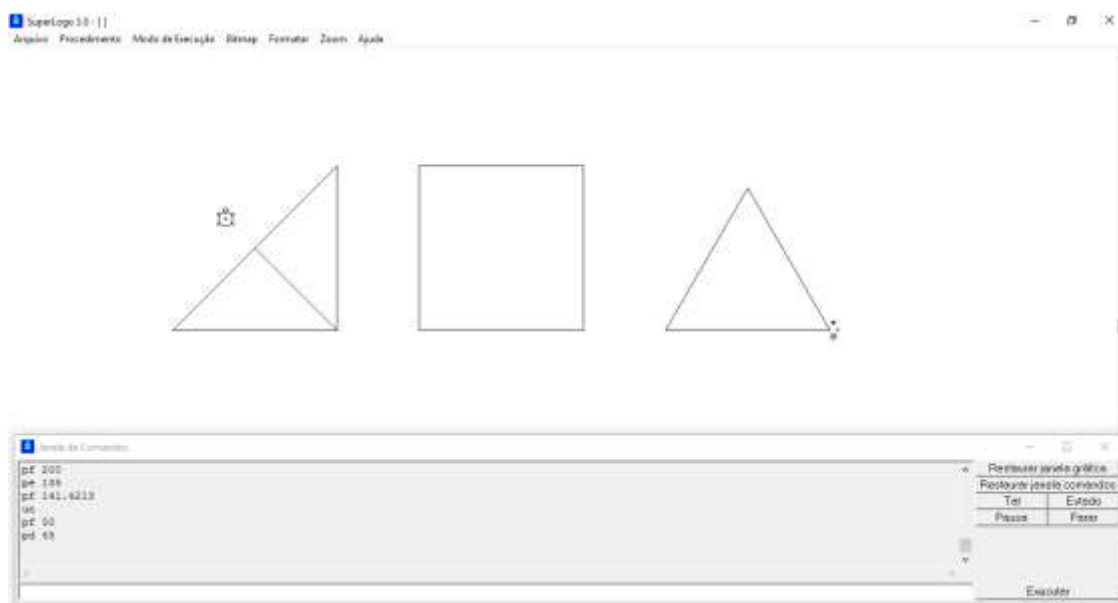 SuperLogo 3.0 - [ ]
Arquivo Procedimento Modo de Execução Bitmap Formatar Zoom Ajuda
Janela de Comandos
pf 200
pe 135
pf 141.4213
un
pf 50
pd 45
Restaurar janela gráfica
Restaurar janela comandos
Tat Estado
Pausa Parar
Executar